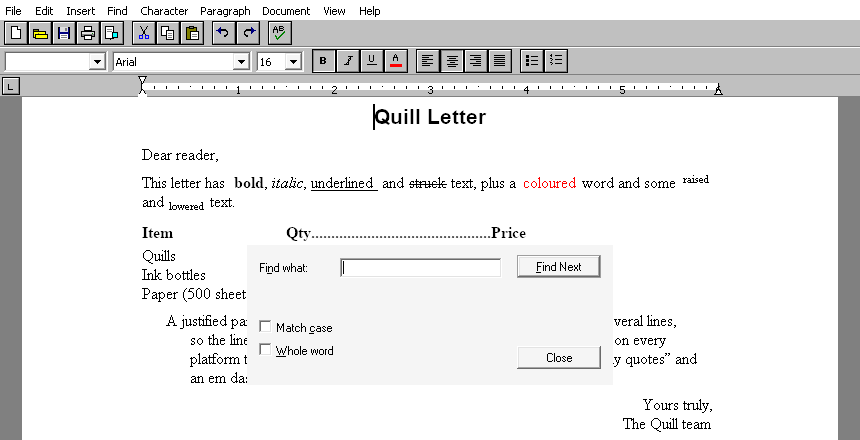 File Edit Insert Find Character Paragraph Document View Help
AB
Arial 16 B I U A
L 1 2 3 4 5
Quill Letter
Dear reader,
This letter has bold, italic, underlined and struck text, plus a coloured word and some raised
and lowered text.
Item Qty.............................................Price
Quills
Ink bottles
Paper (500 sheet
A justified pa veral lines,
so the line on every
platform t y quotes” and
an em da
Yours truly,
The Quill team
Find what:
Find Next
Match case
Whole word
Close